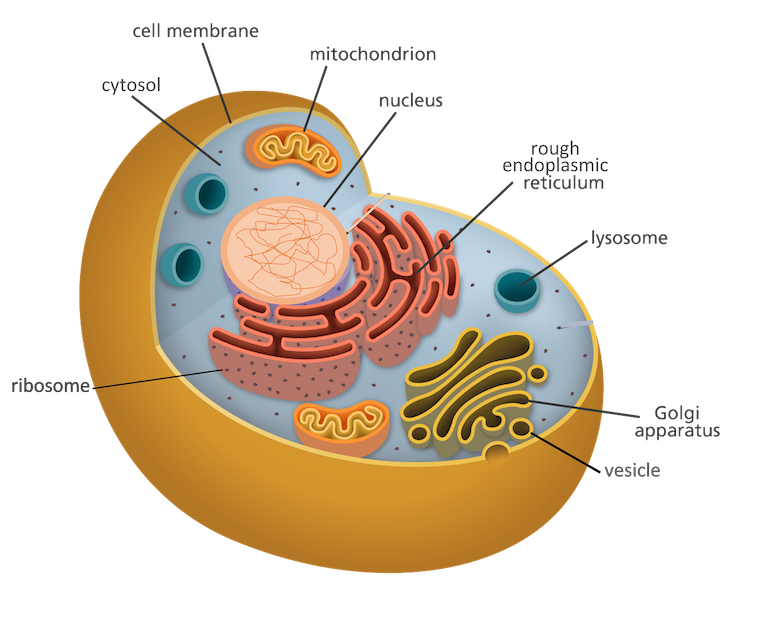 cell membrane
mitochondrion
cytosol
nucleus
rough
endoplasmic
reticulum
lysosome
ribosome
Golgi
apparatus
vesicle